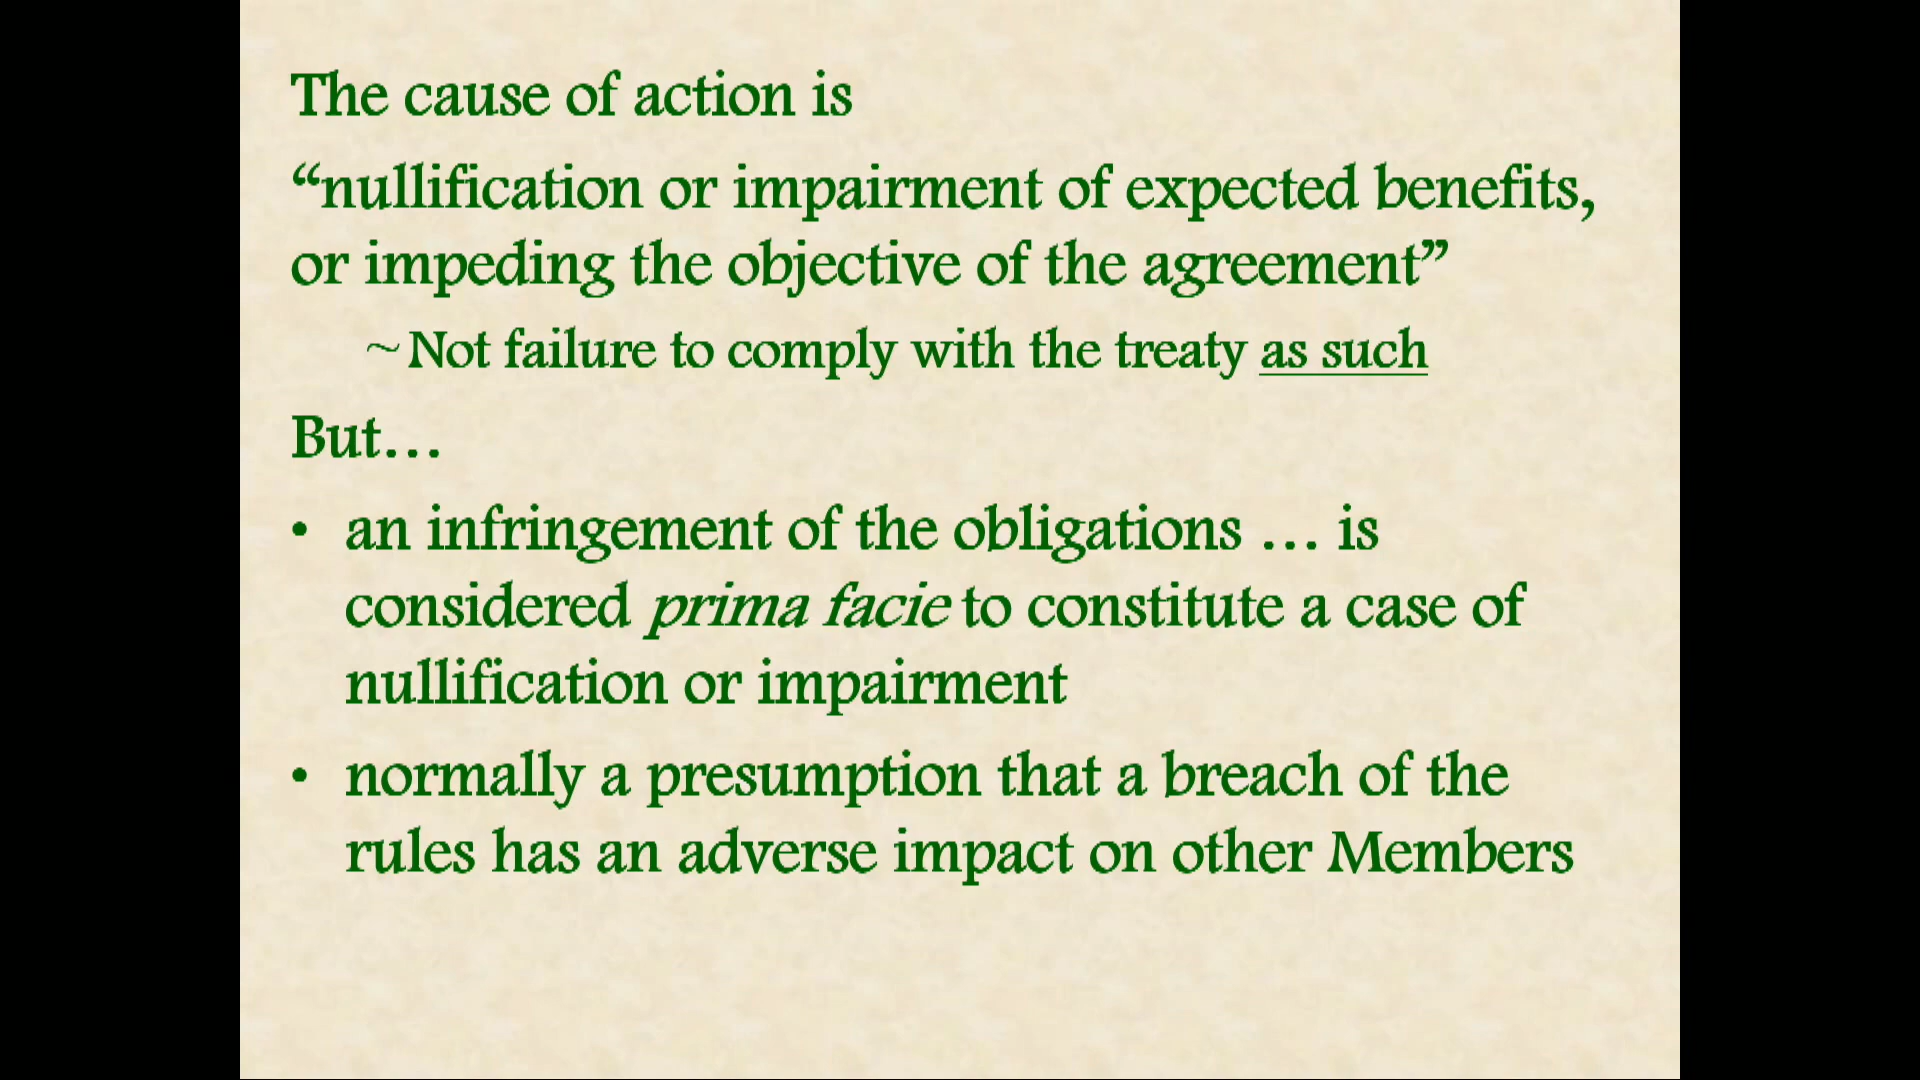 The cause of action is
“nullification or impairment of expected benefits,
or impeding the objective of the agreement”
~ Not failure to comply with the treaty as such
But…
• an infringement of the obligations … is
considered prima facie to constitute a case of
nullification or impairment
• normally a presumption that a breach of the
rules has an adverse impact on other Members